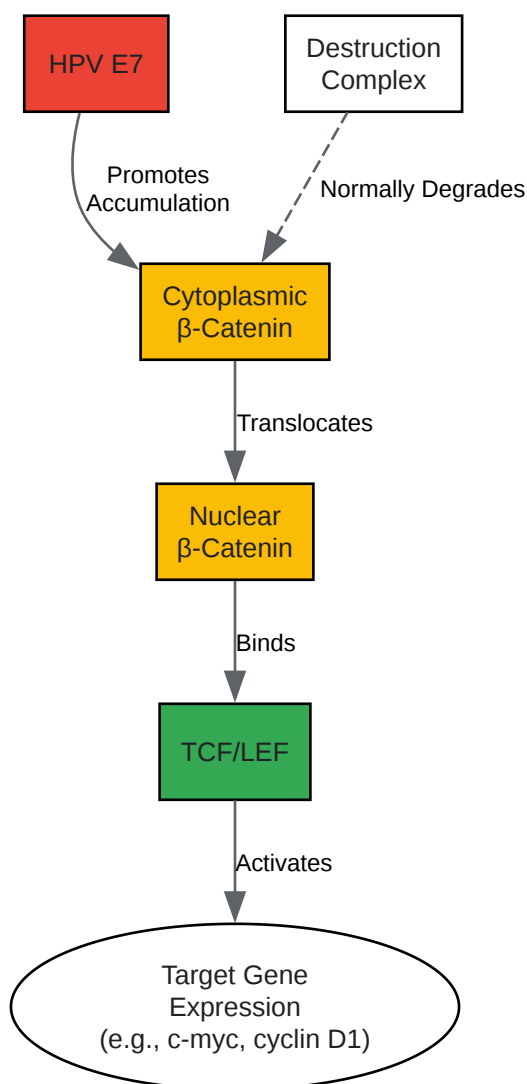 HPV E7
Destruction
Complex
Promotes
Accumulation
Normally Degrades
Cytoplasmic
β-Catenin
Translocates
Nuclear
β-Catenin
Binds
TCF/LEF
Activates
Target Gene
Expression
(e.g., c-myc, cyclin D1)